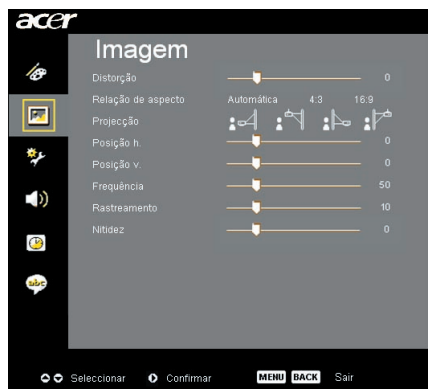 acer
Imagem
Distorção 0
Relação de aspecto Automática 4:3 16:9
Projecção
Posição h. 0
Posição v. 0
Frequência 50
Rastreamento 10
Nitidez 0
abc
Seleccionar Confirmar MENU BACK Sair